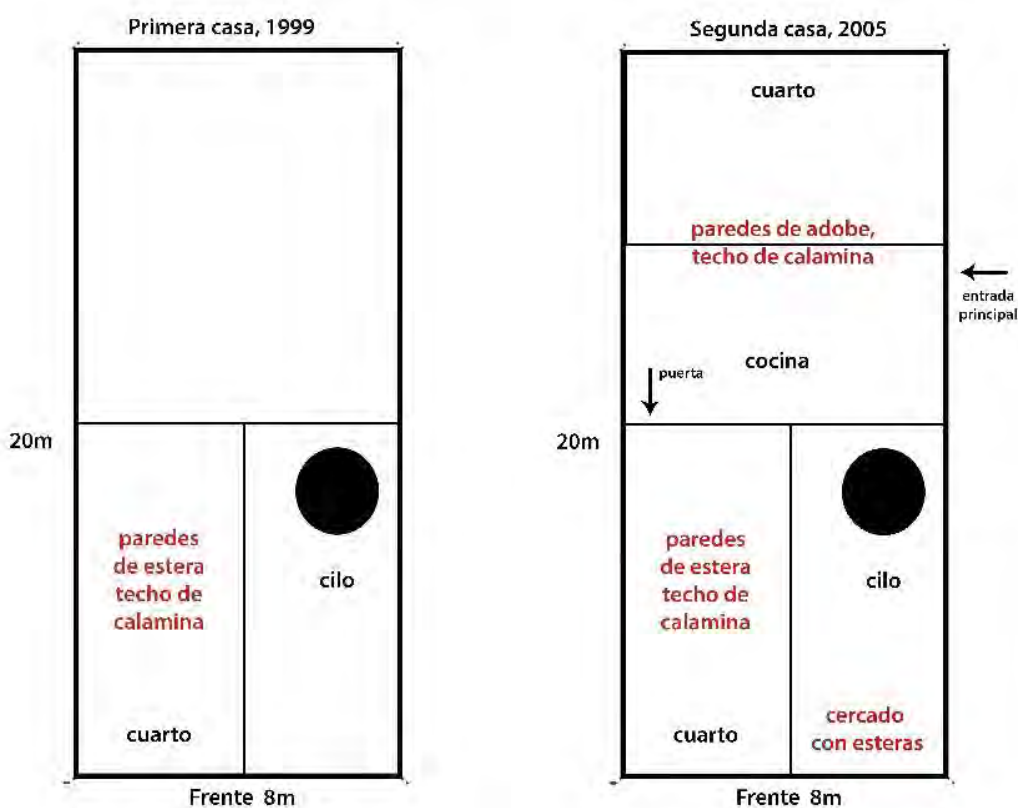 Primera casa, 1999
20m
paredes
de estera
techo de
calamina
cilo
cuarto
Frente 8m
Segunda casa, 2005
cuarto
paredes de adobe,
techo de calamina
entrada
principal
cocina
puerta
20m
paredes
de estera
techo de
calamina
cilo
cuarto
cercado
con esteras
Frente 8m